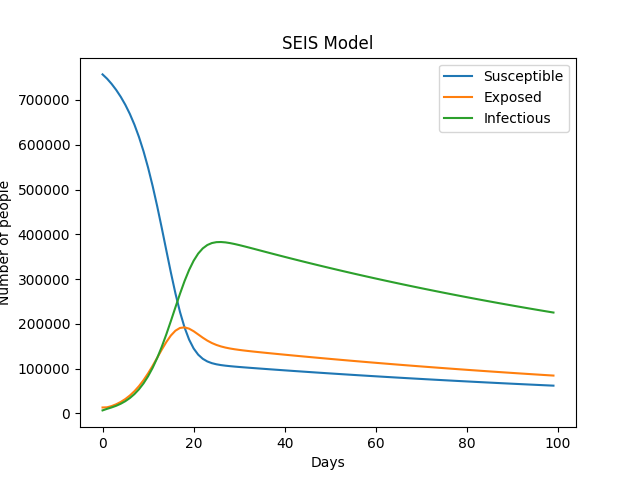 SEIS Model
Susceptible
Exposed
Infectious
700000
600000
500000
400000
300000
200000
100000
0
Number of people
0 20 40 60 80 100
Days